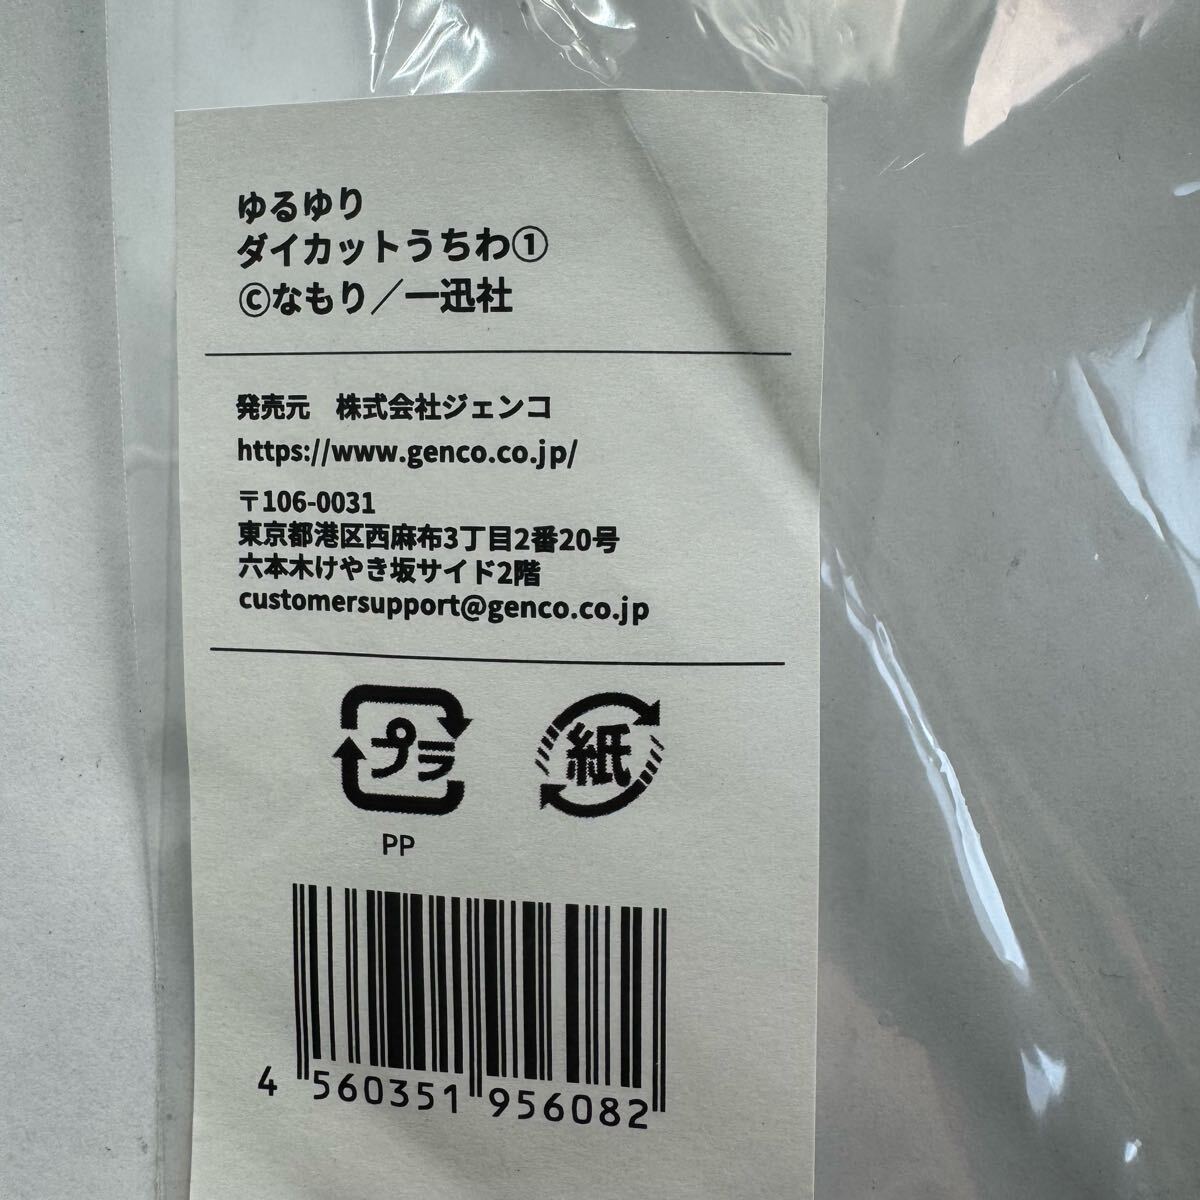 ゆるゆり
ダイカットうちわ①
©なもり／一迅社
発売元　株式会社ジェンコ
https://www.genco.co.jp/
〒106-0031
東京都港区西麻布3丁目2番20号
六本木けやき坂サイド2階
customersupport@genco.co.jp
プラ 紙
PP
4 560351 956082